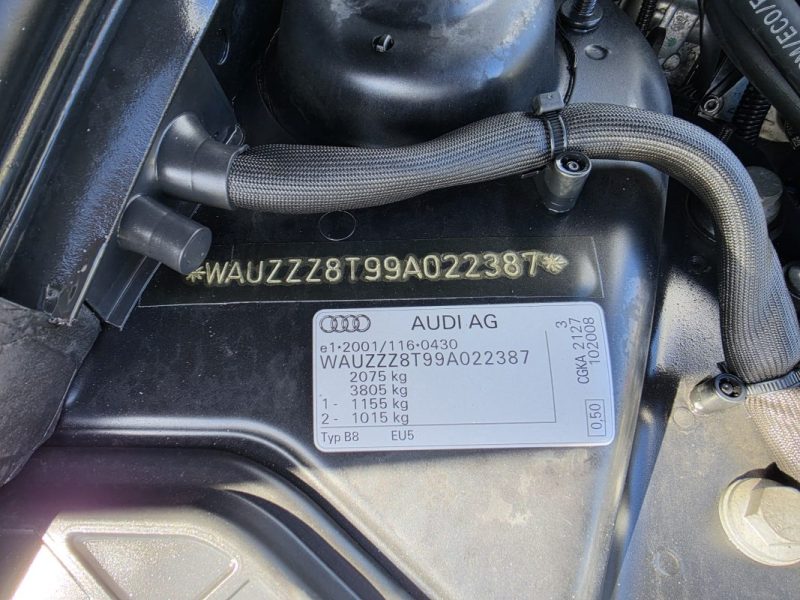 N/ECO/E
*WAUZZZ8T99A022387*
AUDI AG
e1*2001/116*0430
WAUZZZ8T99A022387
2075 kg
3805 kg
1- 1155 kg
2- 1015 kg
Typ B8 EU5
3
CGKA 2127
102008
0.50